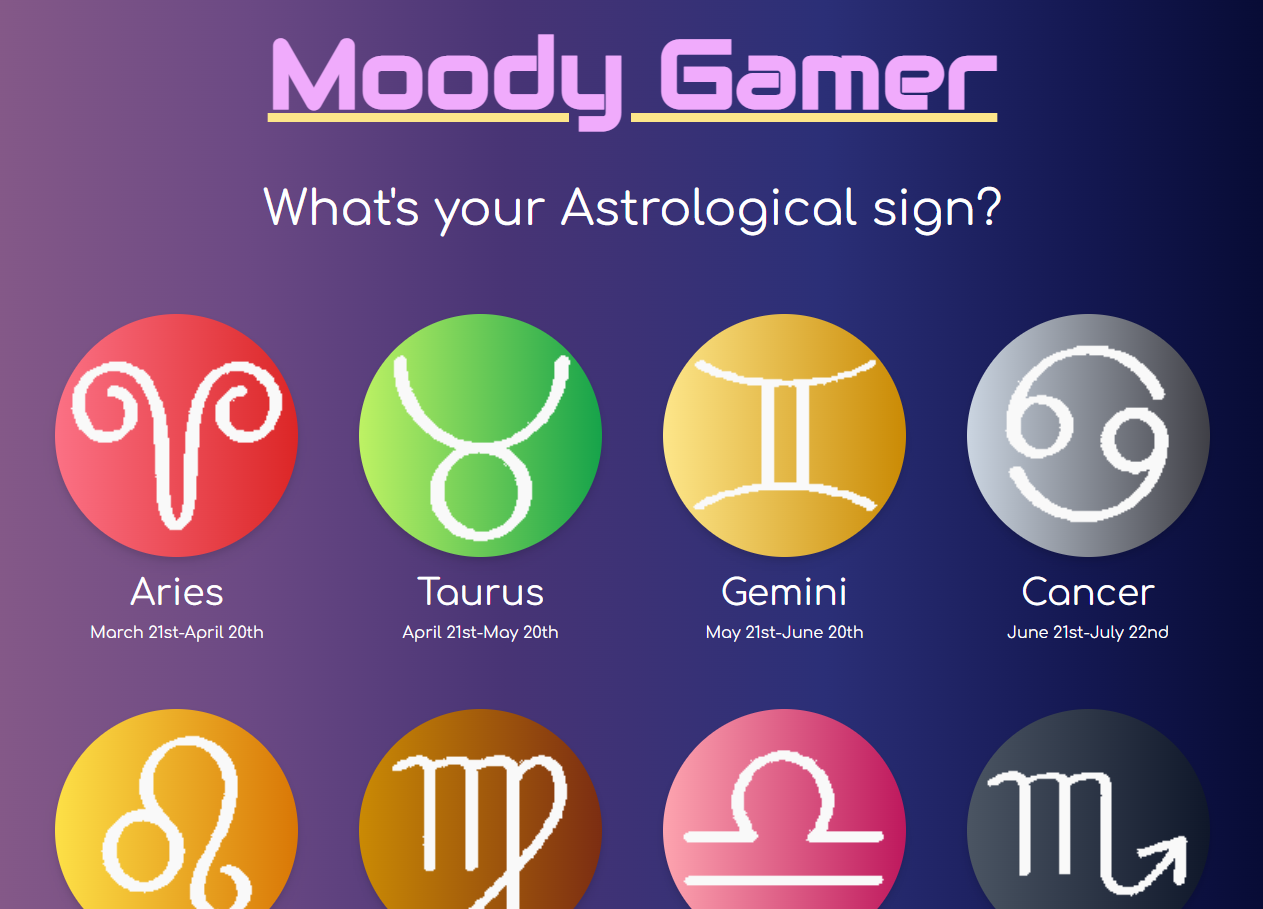 Moody Gamer
What's your Astrological sign?
Aries
March 21st-April 20th
Taurus
April 21st-May 20th
Gemini
May 21st-June 20th
Cancer
June 21st-July 22nd